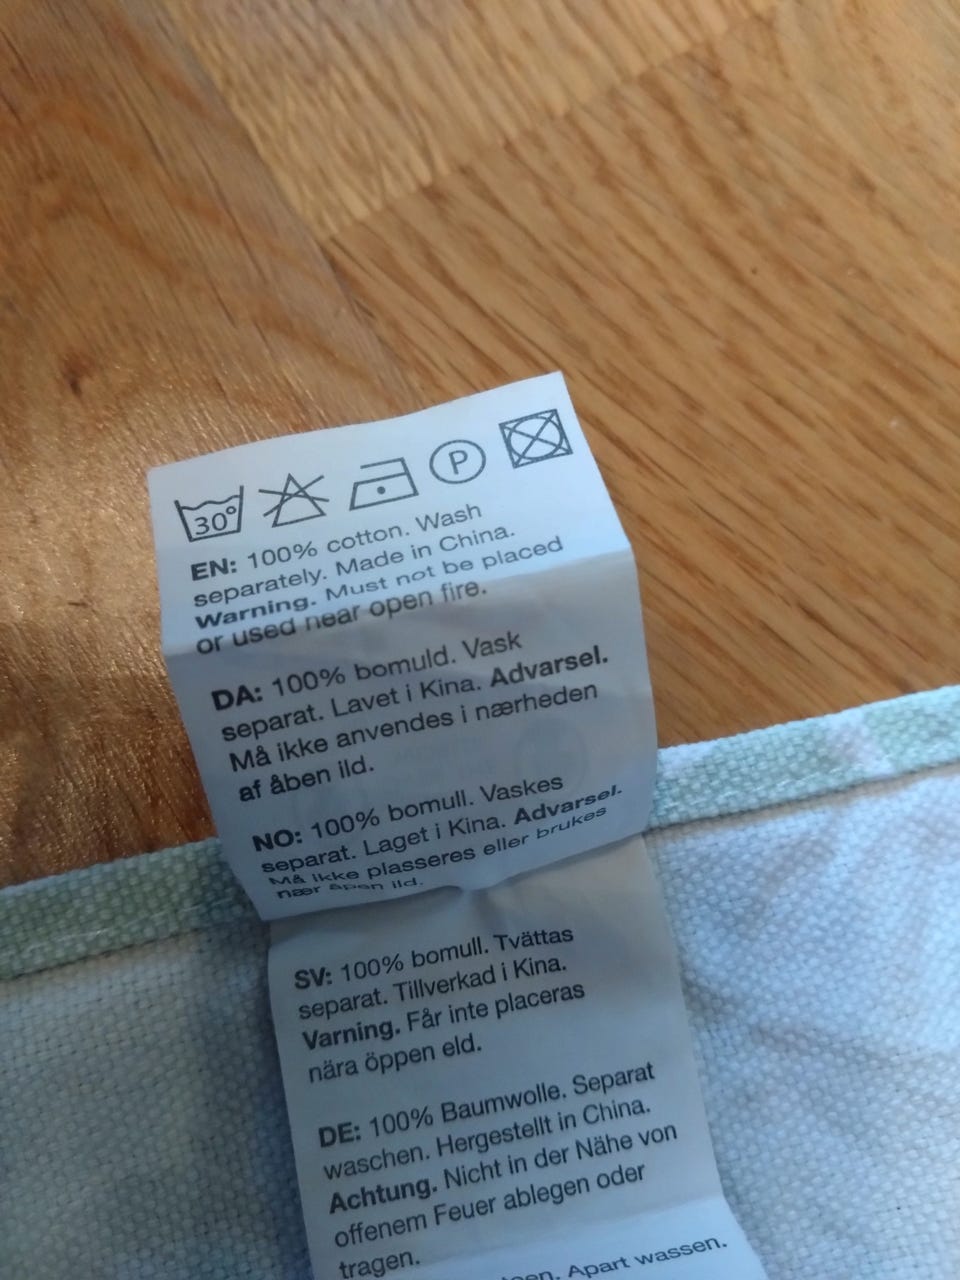 30°
P
EN: 100% cotton. Wash
separately. Made in China.
Warning. Must not be placed
or used near open fire.
DA: 100% bomuld. Vask
separat. Lavet i Kina. Advarsel.
Må ikke anvendes i nærheden
af åben ild.
NO: 100% bomull. Vaskes
separat. Laget i Kina. Advarsel.
Må ikke plasseres eller brukes
nær åpen ild.
SV: 100% bomull. Tvättas
separat. Tillverkad i Kina.
Varning. Får inte placeras
nära öppen eld.
DE: 100% Baumwolle. Separat
waschen. Hergestellt in China.
Achtung. Nicht in der Nähe von
offenem Feuer ablegen oder
tragen.
Apart wassen.